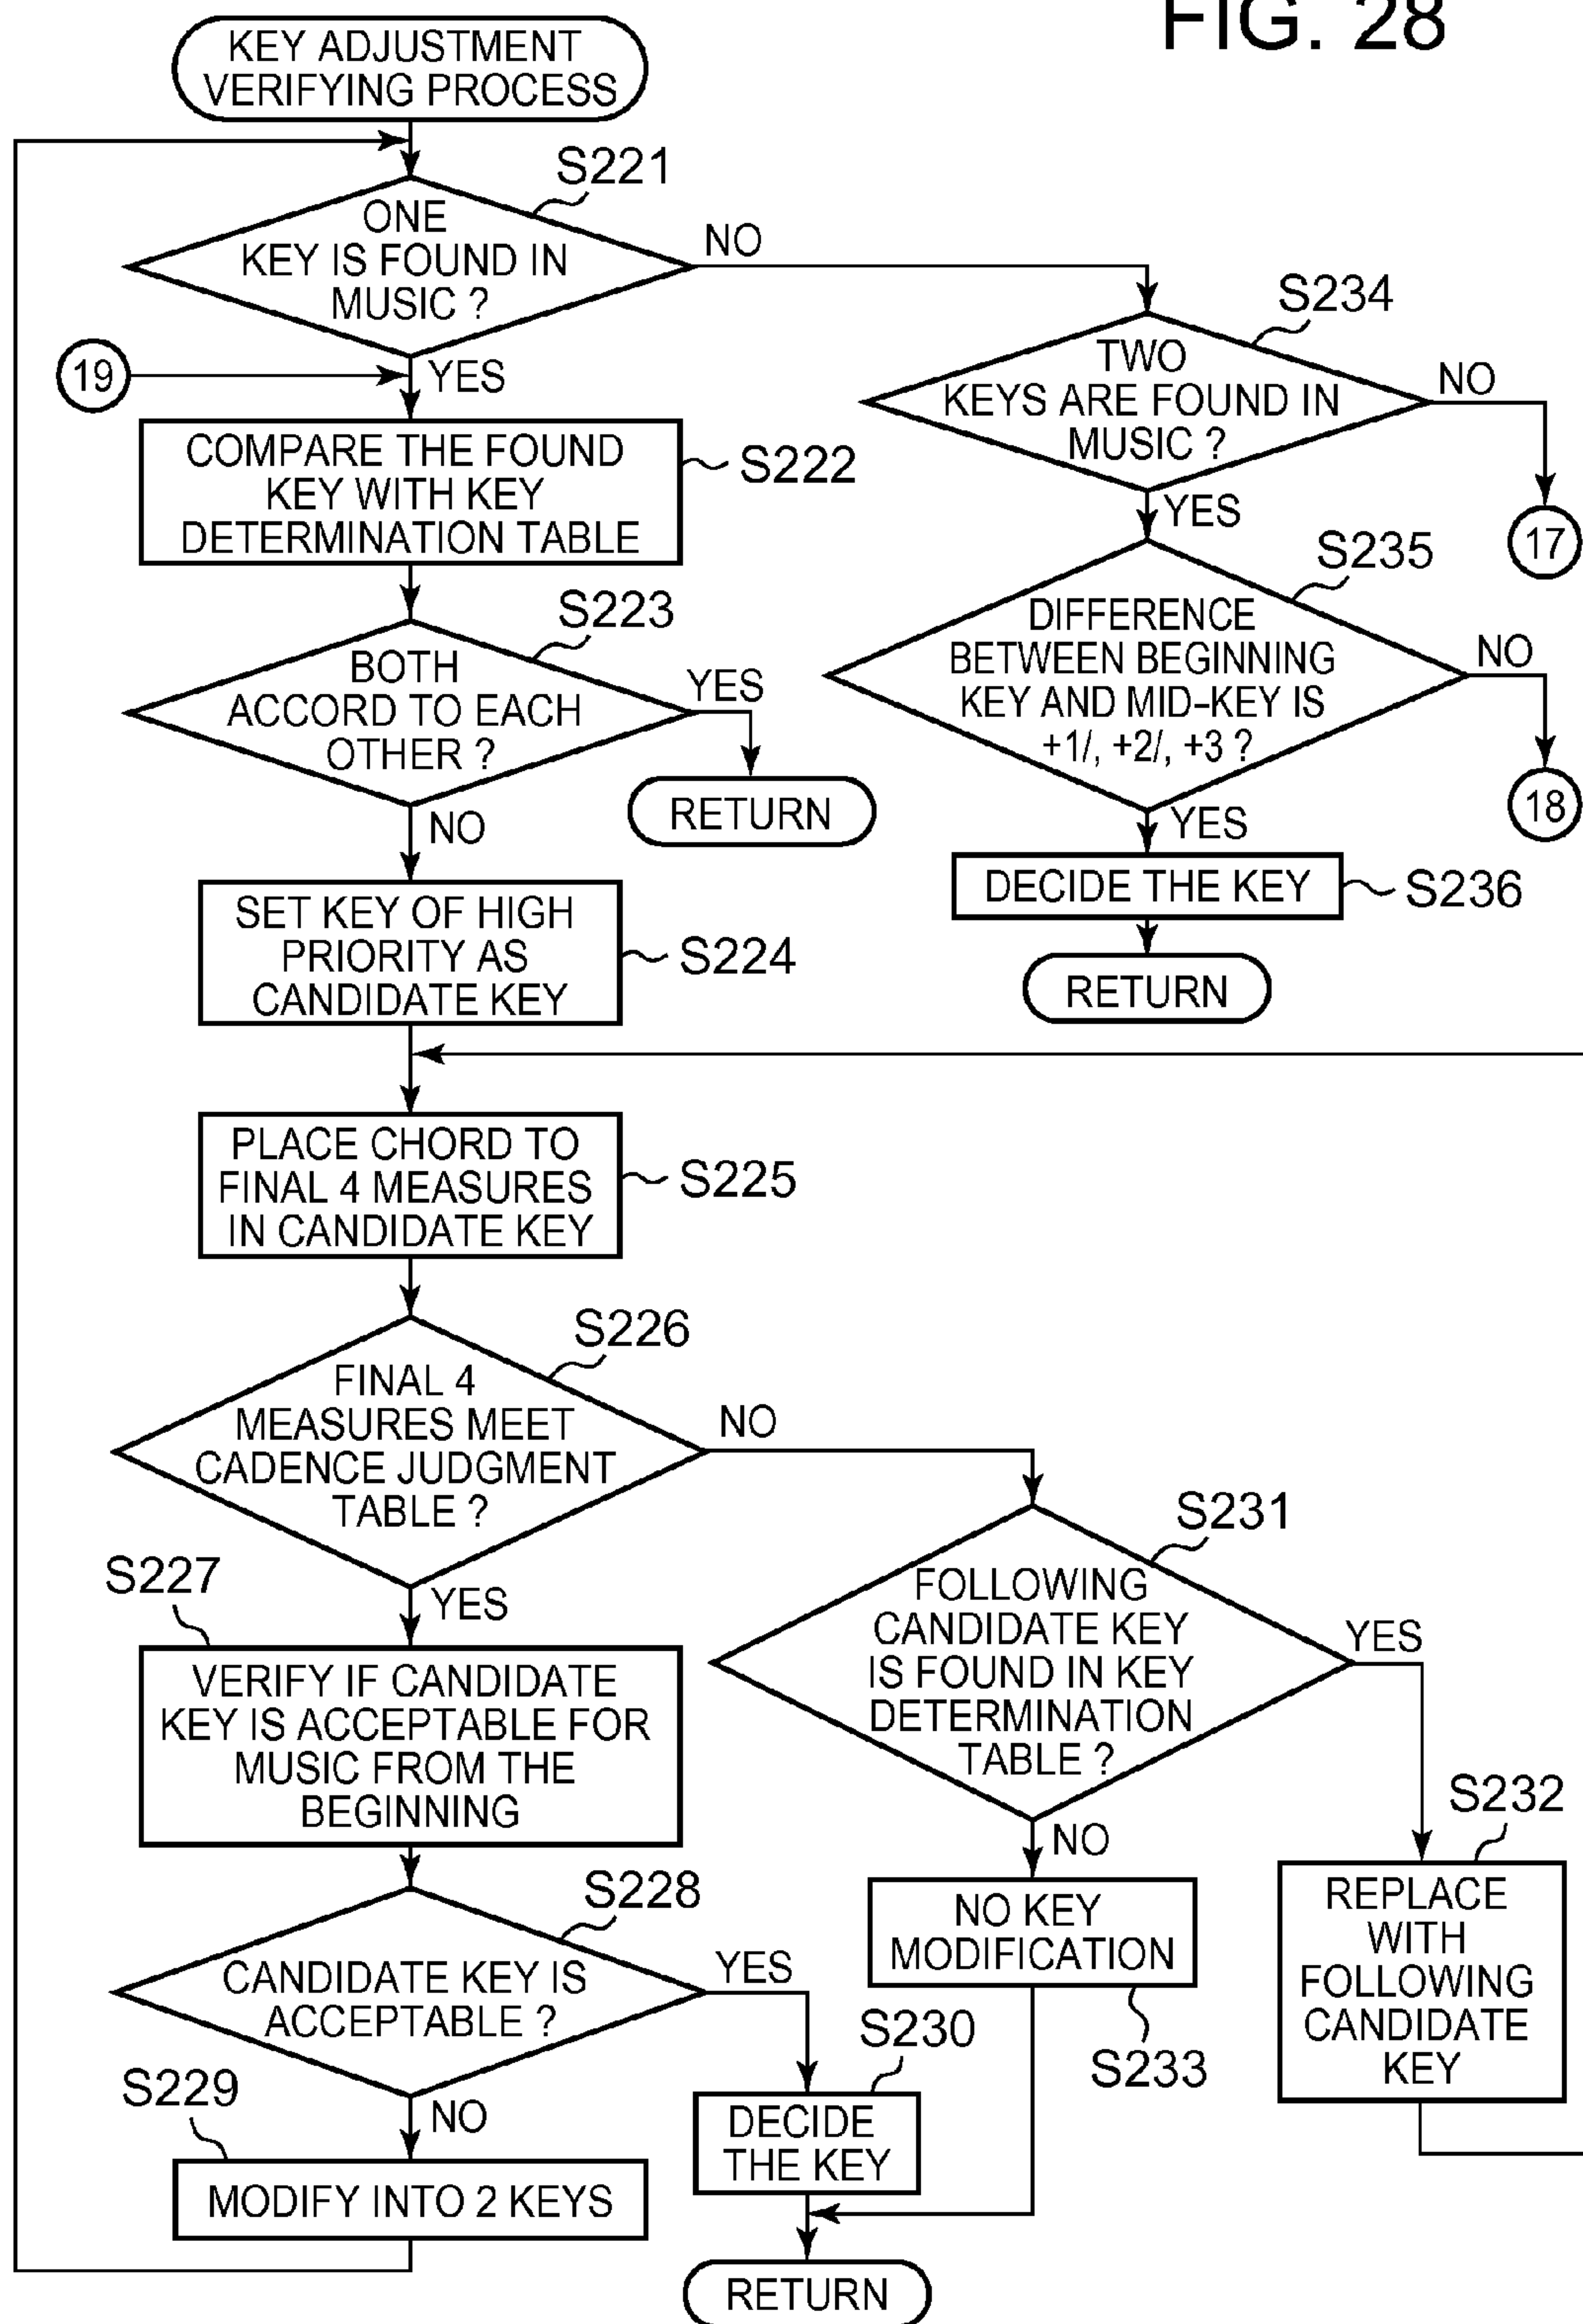 FIG. 28
KEY ADJUSTMENT
VERIFYING PROCESS
S221
ONE
KEY IS FOUND IN
MUSIC ?
NO
YES
19
COMPARE THE FOUND
KEY WITH KEY
DETERMINATION TABLE
S222
S223
BOTH
ACCORD TO EACH
OTHER ?
YES
RETURN
NO
SET KEY OF HIGH
PRIORITY AS
CANDIDATE KEY
S224
S234
TWO
KEYS ARE FOUND IN
MUSIC ?
NO
17
YES
S235
DIFFERENCE
BETWEEN BEGINNING
KEY AND MID-KEY IS
+1/, +2/, +3 ?
NO
18
YES
DECIDE THE KEY
S236
RETURN
PLACE CHORD TO
FINAL 4 MEASURES
IN CANDIDATE KEY
S225
S226
FINAL 4
MEASURES MEET
CADENCE JUDGMENT
TABLE ?
NO
YES
S227
VERIFY IF CANDIDATE
KEY IS ACCEPTABLE FOR
MUSIC FROM THE
BEGINNING
S228
CANDIDATE KEY IS
ACCEPTABLE ?
YES
NO
S229
MODIFY INTO 2 KEYS
S230
DECIDE
THE KEY
RETURN
S231
FOLLOWING
CANDIDATE KEY
IS FOUND IN KEY
DETERMINATION
TABLE ?
YES
NO
NO KEY
MODIFICATION
S233
S232
REPLACE
WITH
FOLLOWING
CANDIDATE
KEY